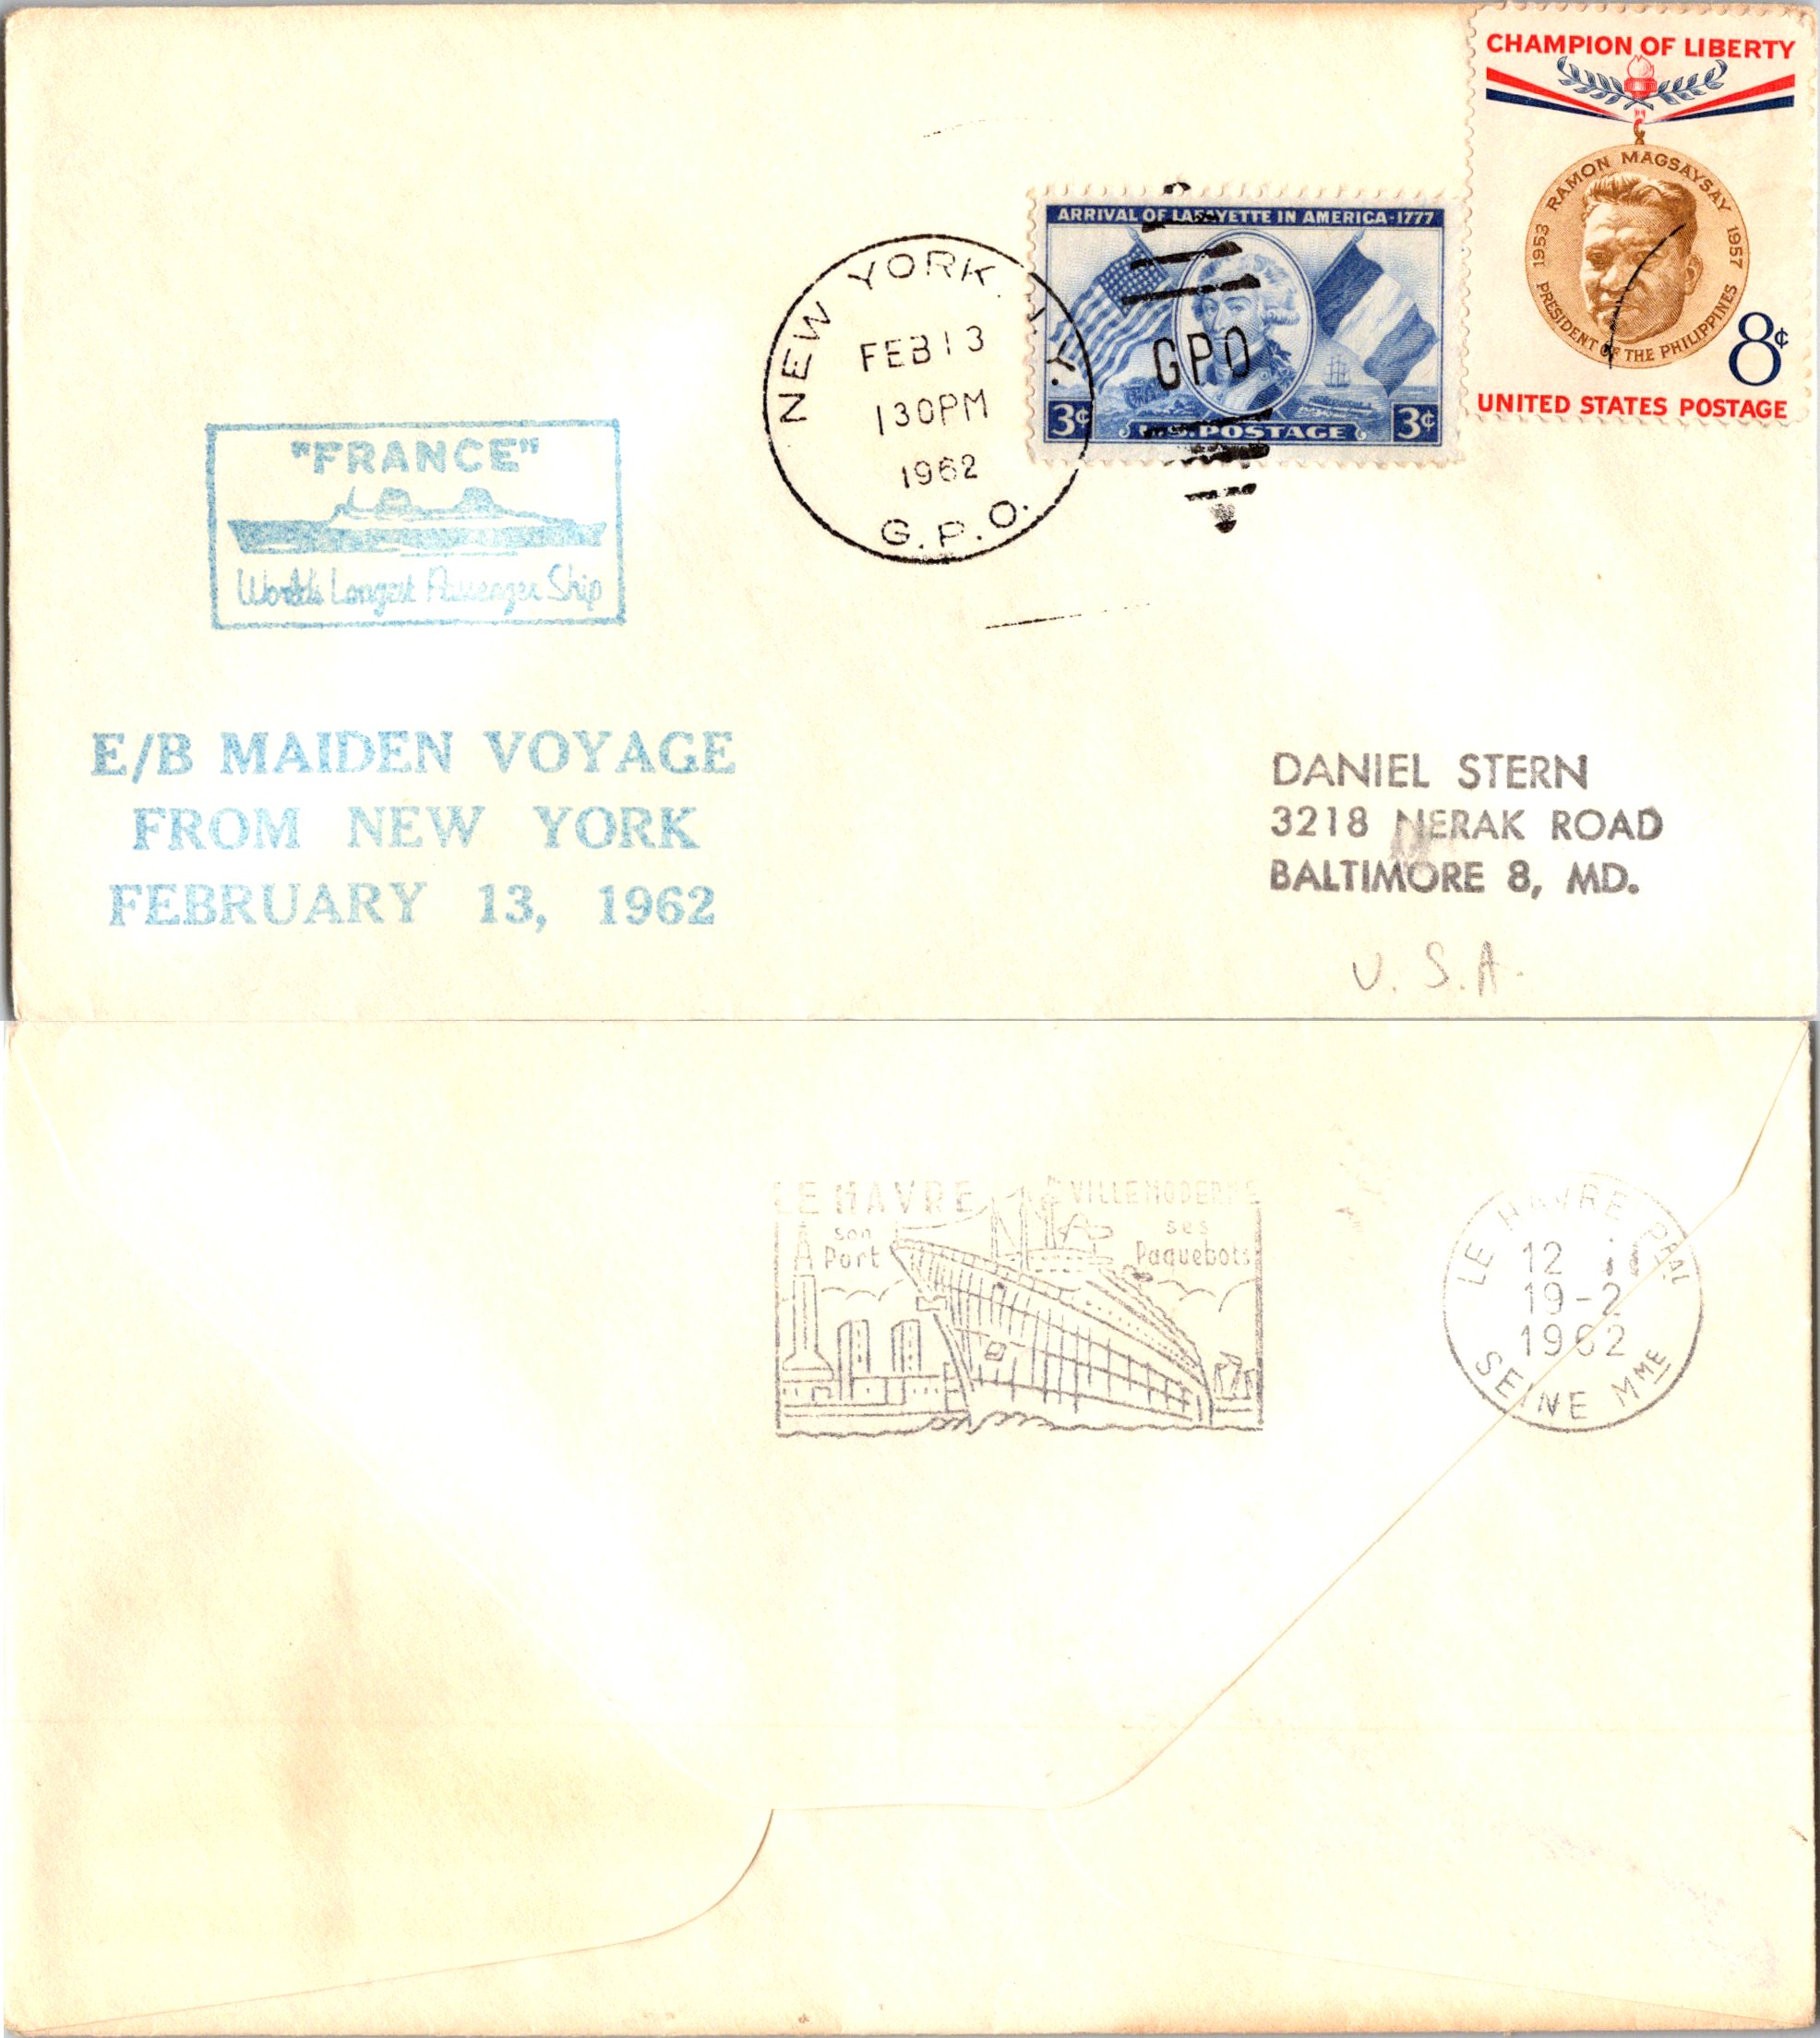 CHAMPION OF LIBERTY
RAMON MAGSAYSAY
1953 1957
PRESIDENT OF THE PHILIPPINES
8¢
UNITED STATES POSTAGE
ARRIVAL OF LAFAYETTE IN AMERICA-1777
GPO
3¢ U.S. POSTAGE 3¢
NEW YORK, N.Y.
FEB 13
130PM
1962
G.P.O.
"FRANCE"
World's Longest Passenger Ship
E/B MAIDEN VOYAGE
FROM NEW YORK
FEBRUARY 13, 1962
DANIEL STERN
3218 NERAK ROAD
BALTIMORE 8, MD.
U.S.A.
LE HAVRE VILLE MODERNE
son Port
ses Paquebots
LE HAVRE
12
19-2
1962
SEINE MME